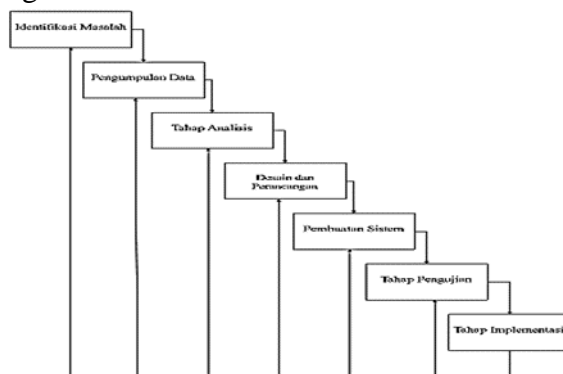 Identifikasi Masalah
Pengumpulan Data
Tahap Analisis
Desain dan
Perancangan
Pembuatan Sistem
Tahap Pengujian
Tahap Implementasi